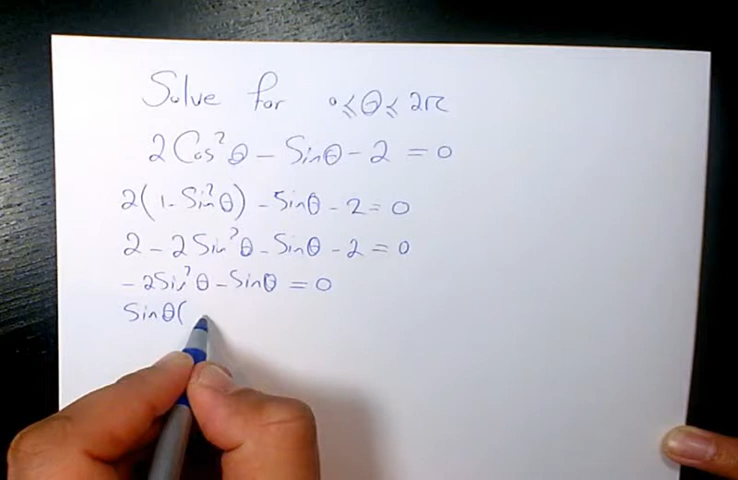 Solve for 0⩽θ⩽2π
2Cos²θ - Sinθ - 2 = 0
2(1-Sin²θ) - Sinθ - 2 = 0
2 - 2Sin²θ - Sinθ - 2 = 0
-2Sin²θ - Sinθ = 0
Sinθ(